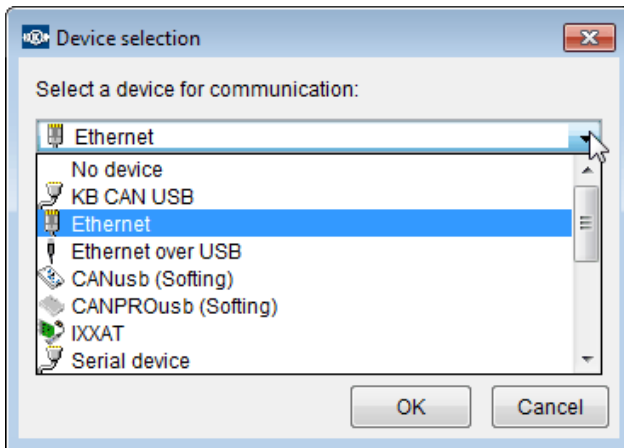 Device selection
Select a device for communication:
Ethernet
No device
KB CAN USB
Ethernet
Ethernet over USB
CANusb (Softing)
CANPROusb (Softing)
IXXAT
Serial device
OK
Cancel